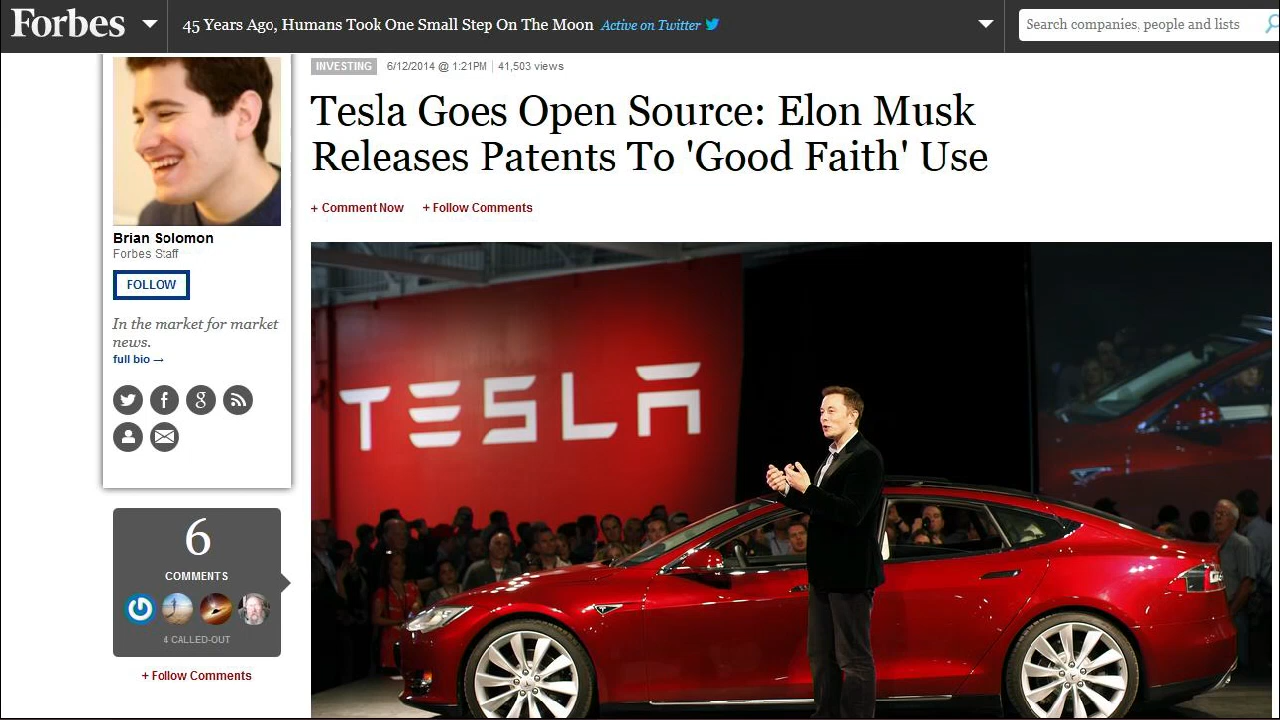 Forbes
45 Years Ago, Humans Took One Small Step On The Moon Active on Twitter
Search companies, people and lists
Brian Solomon
Forbes Staff
FOLLOW
In the market for market
news.
full bio →
6
COMMENTS
4 CALLED-OUT
+ Follow Comments
INVESTING 6/12/2014 @ 1:21PM 41,503 views
Tesla Goes Open Source: Elon Musk
Releases Patents To 'Good Faith' Use
+ Comment Now + Follow Comments
TESLA